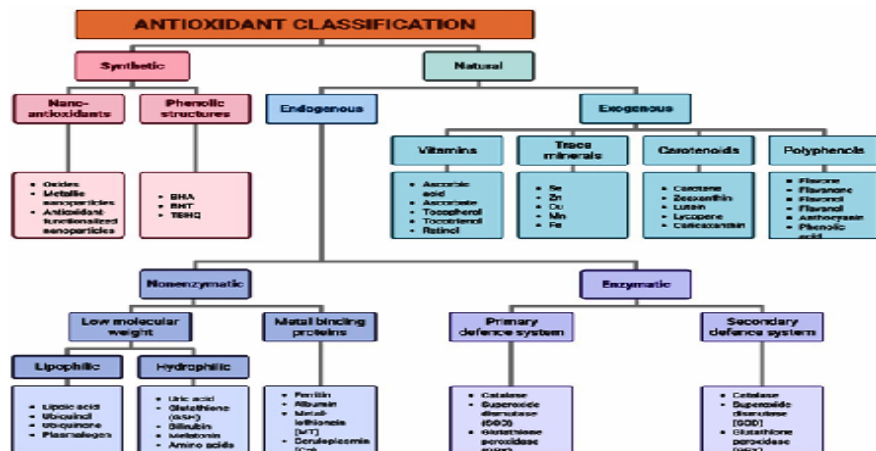 ANTIOXIDANT CLASSIFICATION
Synthetic
Natural
Nano-
antioxidants
Phenolic
structures
Endogenous
Exogenous
Vitamins
Trace
minerals
Carotenoids
Polyphenols
• Oxides
• Metallic
nanoparticles
• Antioxidant-
functionalized
nanoparticles
• BHA
• BHT
• TBHQ
• Ascorbic
acid
• Ascorbate
• Tocopherol
• Tocotrienol
• Retinol
• Se
• Zn
• Cu
• Mn
• Fe
• Carotene
• Zeaxanthin
• Lutein
• Lycopene
• Flavone
• Flavanone
• Flavonol
• Flavanol
• Anthocyanin
• Phenolic
acid
Nonenzymatic
Enzymatic
Low molecular
weight
Metal binding
proteins
Primary
defence system
Secondary
defence system
Lipophilic
Hydrophilic
• Lipoic acid
• Ubiquinol
• Ubiquinone
• Plasmalogen
• Uric acid
• Glutathione
(GSH)
• Bilirubin
• Melatonin
• Amino acids
• Ferritin
• Albumin
• Metal-
lothionein
[MT]
• Ceruloplasmin
• Catalase
• Superoxide
dismutase
(SOD)
• Glutathione
peroxidase
• Catalase
• Superoxide
dismutase
[SOD]
• Glutathione
peroxidase